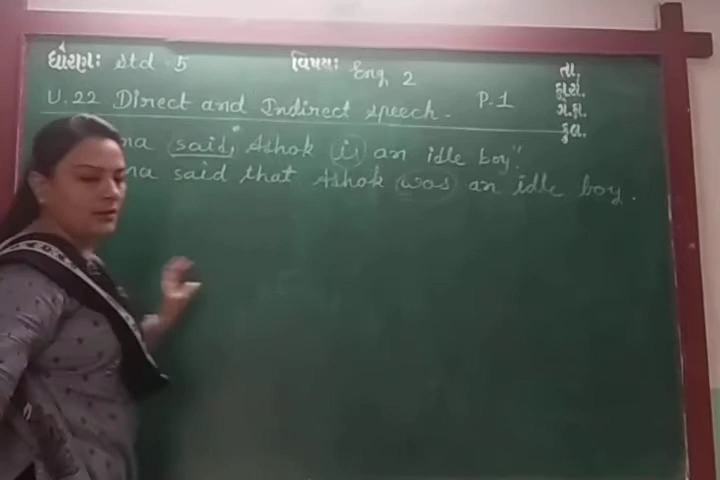 ધોરણ: std - 5 વિષય: Eng 2 તા.
U.22 Direct and Indirect speech. P.1
said, "Ashok is an idle boy".
said that Ashok was an idle boy.